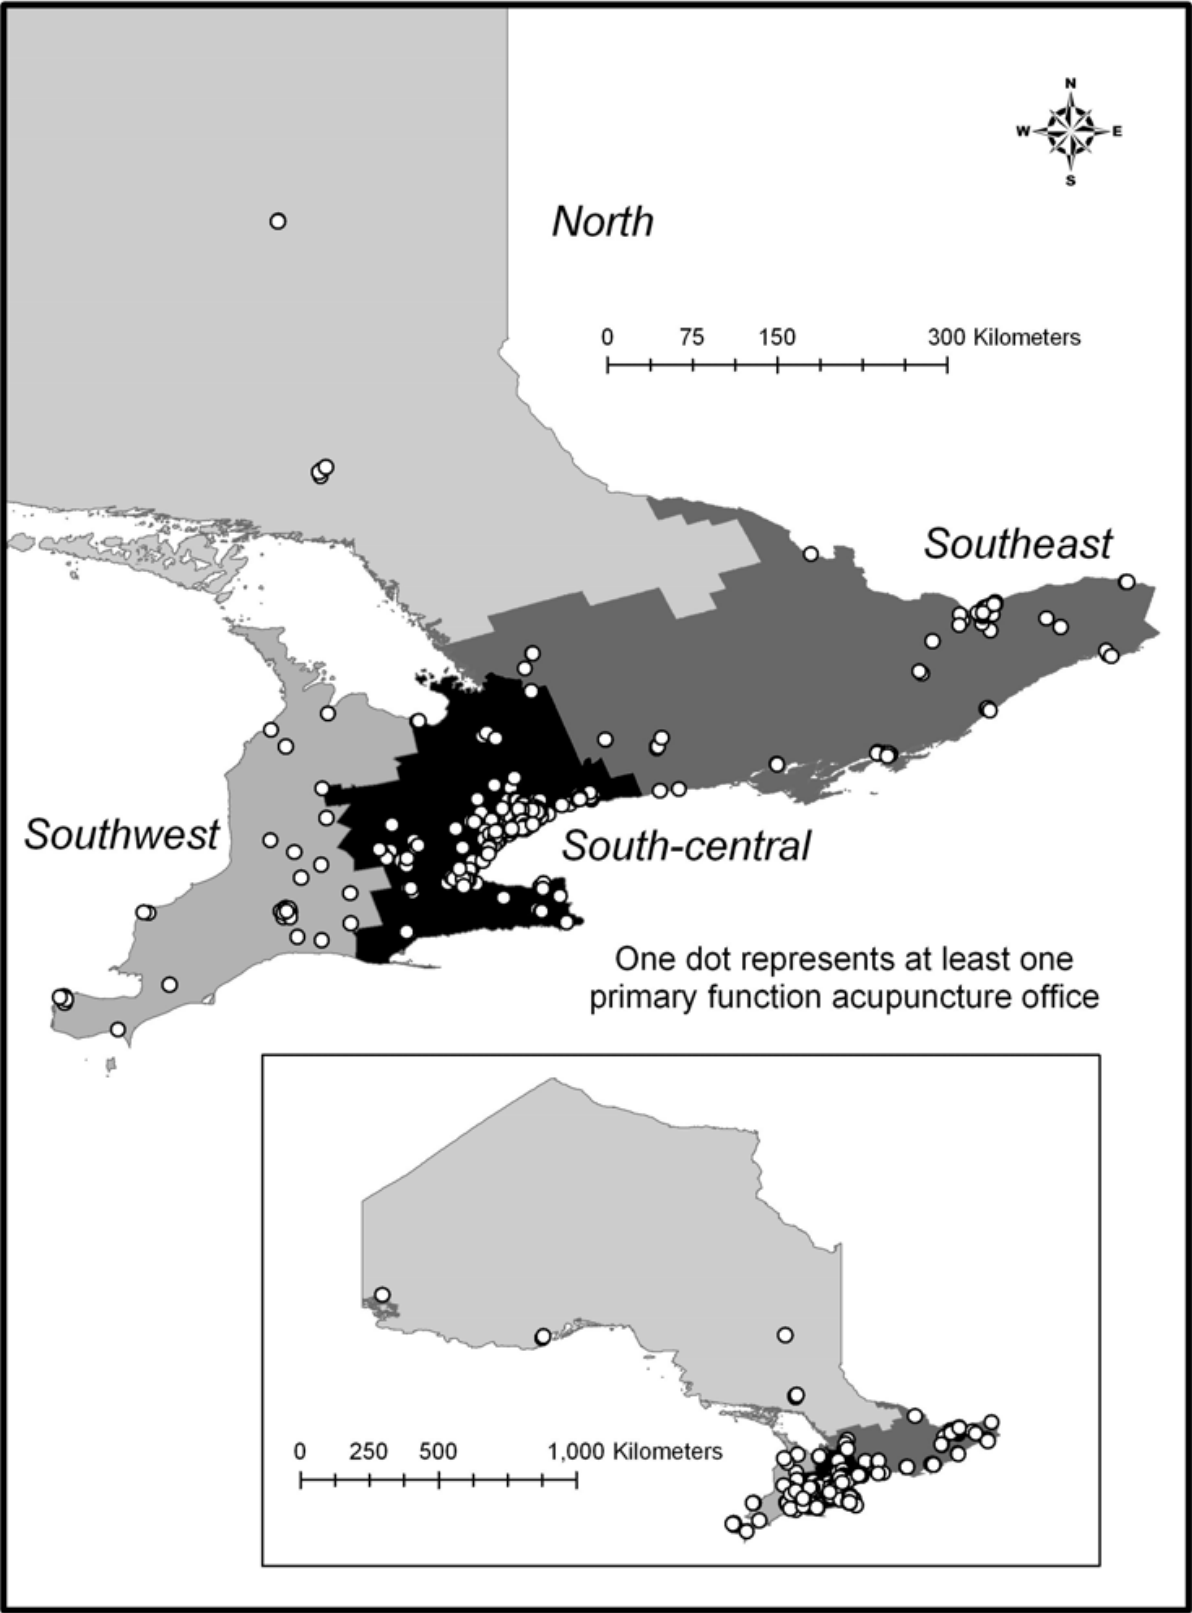 N
W E
S
North
0 75 150 300 Kilometers
Southeast
Southwest
South-central
One dot represents at least one
primary function acupuncture office
0 250 500 1,000 Kilometers